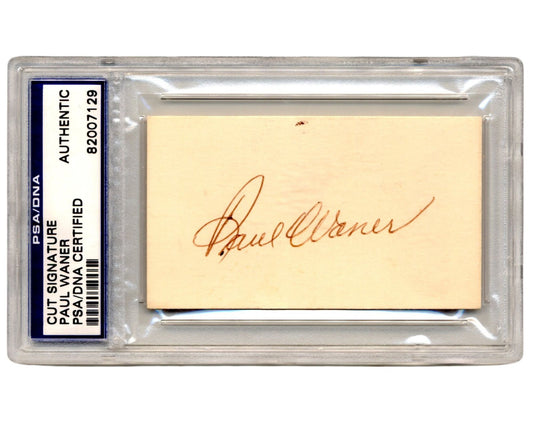 PSA/DNA
CUT SIGNATURE
PAUL WANER
PSA/DNA CERTIFIED
AUTHENTIC
82007129
Paul Waner